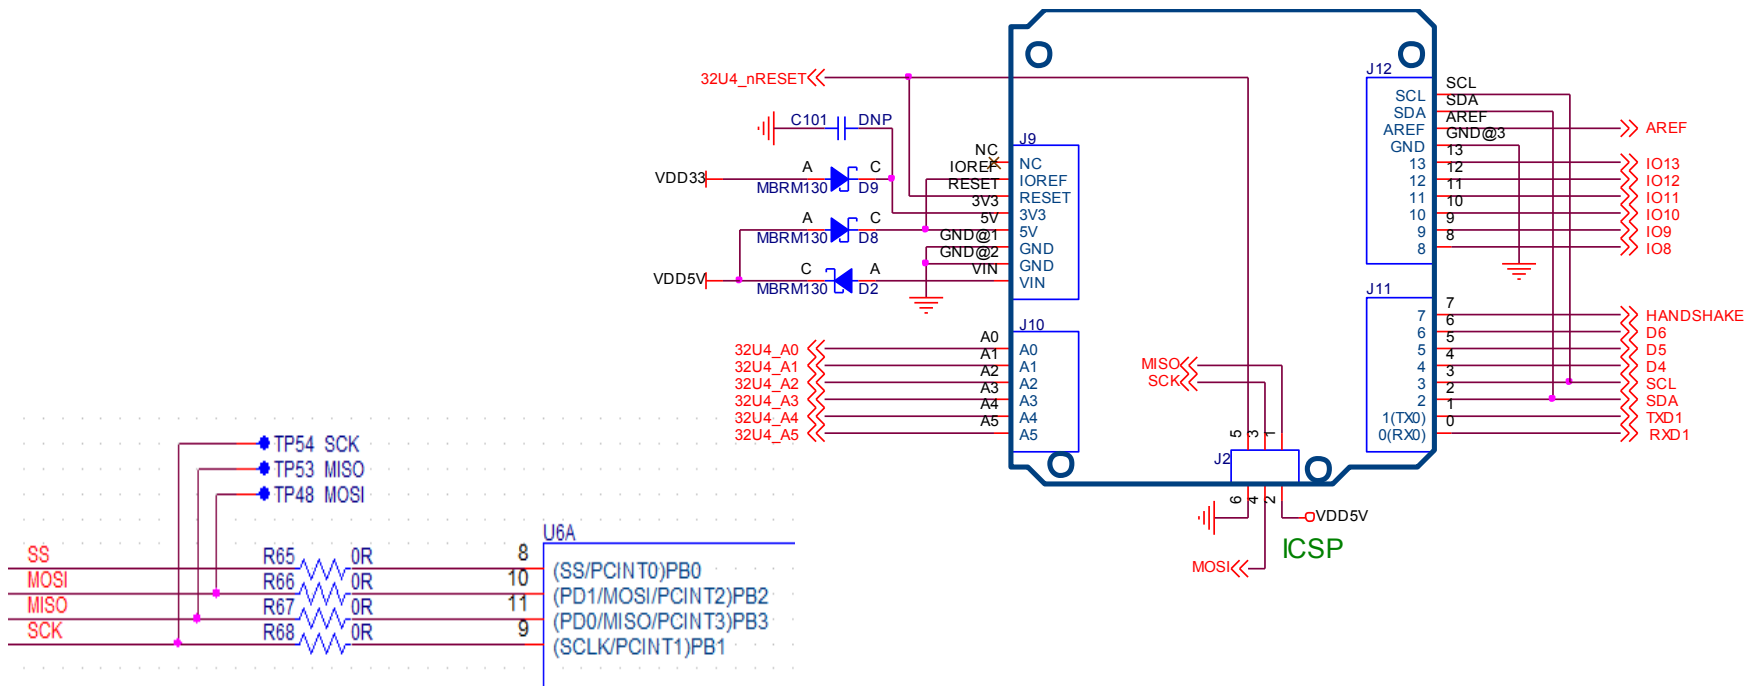 32U4_nRESET
C101 DNP
VDD33
A C
MBRM130 D9
A C
MBRM130 D8
VDD5V
C A
MBRM130 D2
NC
IOREF
RESET
3V3
5V
GND@1
GND@2
VIN
J9
NC
IOREF
RESET
3V3
5V
GND
GND
VIN
32U4_A0
32U4_A1
32U4_A2
32U4_A3
32U4_A4
32U4_A5
A0
A1
A2
A3
A4
A5
J10
A0
A1
A2
A3
A4
A5
J12
SCL
SDA
AREF
GND
13
12
11
10
9
8
SCL
SDA
AREF
GND@3
13
12
11
10
9
8
AREF
IO13
IO12
IO11
IO10
IO9
IO8
J11
7
6
5
4
3
2
1(TX0)
0(RX0)
7
6
5
4
3
2
1
0
HANDSHAKE
D6
D5
D4
SCL
SDA
TXD1
RXD1
MISO
SCK
5 3 1
J2
6 4 2
VDD5V
ICSP
MOSI
TP54 SCK
TP53 MISO
TP48 MOSI
U6A
SS R65 0R 8 (SS/PCINT0)PB0
MOSI R66 0R 10 (PD1/MOSI/PCINT2)PB2
MISO R67 0R 11 (PD0/MISO/PCINT3)PB3
SCK R68 0R 9 (SCLK/PCINT1)PB1